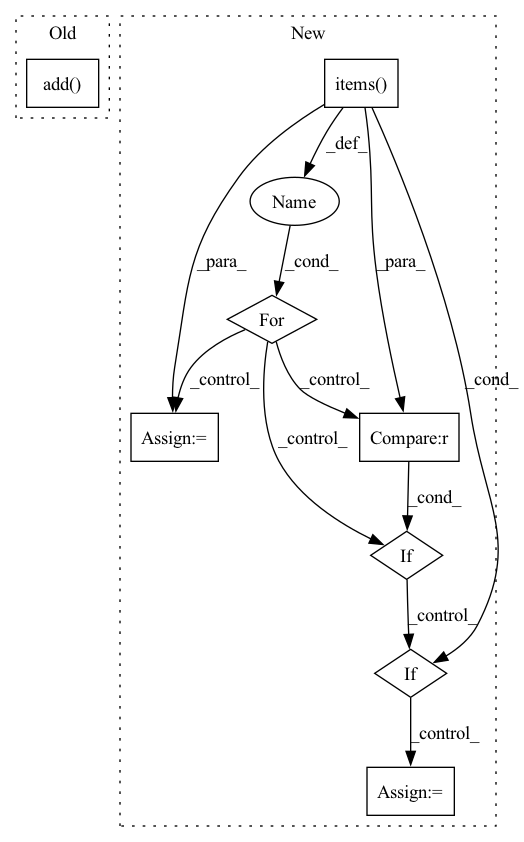 Old
New
add()
items()
_def_
Name
_para_
_para_
_cond_
For
_cond_
_control_
_control_
_control_
Assign:=
Compare:r
_cond_
If
_control_
If
_control_
Assign:=